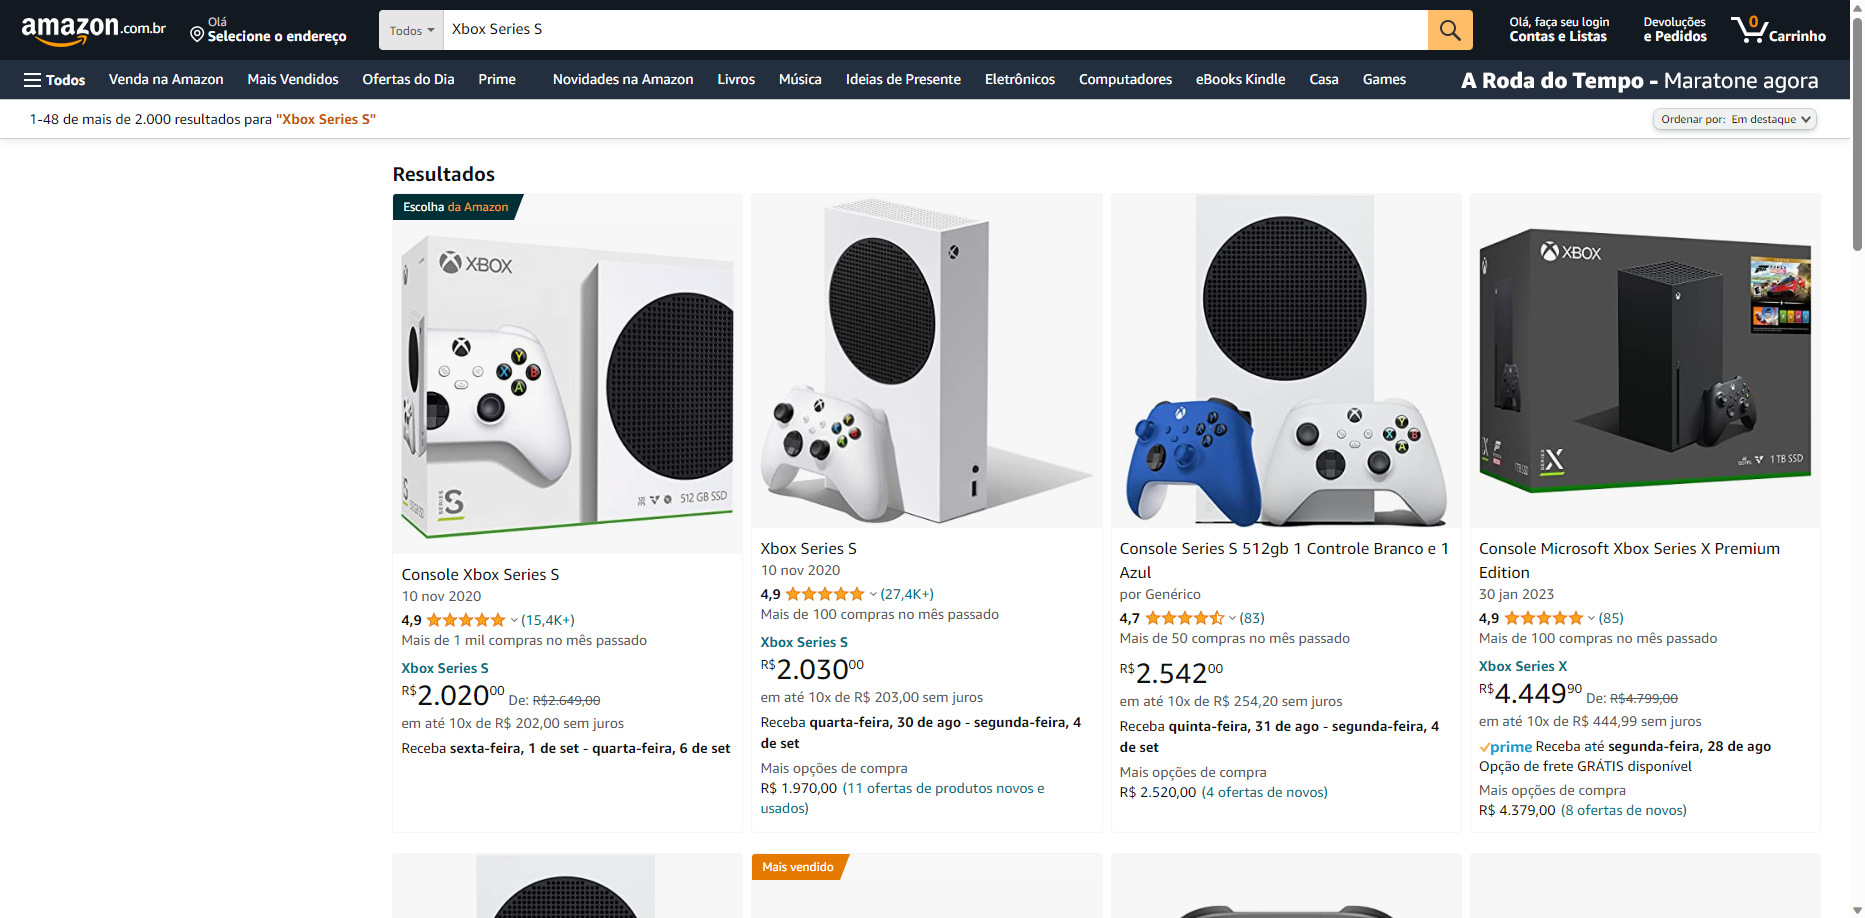 amazon.com.br
Olá
Selecione o endereço
Todos
Xbox Series S
Olá, faça seu login
Contas e Listas
Devoluções
e Pedidos
0
Carrinho
Todos
Venda na Amazon
Mais Vendidos
Ofertas do Dia
Prime
Novidades na Amazon
Livros
Música
Ideias de Presente
Eletrônicos
Computadores
eBooks Kindle
Casa
Games
A Roda do Tempo - Maratone agora
1-48 de mais de 2.000 resultados para "Xbox Series S"
Ordenar por: Em destaque
Resultados
Escolha da Amazon
XBOX
Y
X
B
A
SERIES
S
512 GB SSD
Console Xbox Series S
10 nov 2020
4,9
(15,4K+)
Mais de 1 mil compras no mês passado
Xbox Series S
R$2.02000 De: R$2.649,00
em até 10x de R$ 202,00 sem juros
Receba sexta-feira, 1 de set - quarta-feira, 6 de set
Xbox Series S
10 nov 2020
4,9
(27,4K+)
Mais de 100 compras no mês passado
Xbox Series S
R$2.03000
em até 10x de R$ 203,00 sem juros
Receba quarta-feira, 30 de ago - segunda-feira, 4
de set
Mais opções de compra
R$ 1.970,00 (11 ofertas de produtos novos e
usados)
Y
X
B
A
Console Series S 512gb 1 Controle Branco e 1
Azul
por Genérico
4,7
(83)
Mais de 50 compras no mês passado
R$2.54200
em até 10x de R$ 254,20 sem juros
Receba quinta-feira, 31 de ago - segunda-feira, 4
de set
Mais opções de compra
R$ 2.520,00 (4 ofertas de novos)
XBOX
SERIES
X
1TB SSD
Console Microsoft Xbox Series X Premium
Edition
30 jan 2023
4,9
(85)
Mais de 100 compras no mês passado
Xbox Series X
R$4.44990 De: R$4.799,00
em até 10x de R$ 444,99 sem juros
prime Receba até segunda-feira, 28 de ago
Opção de frete GRÁTIS disponível
Mais opções de compra
R$ 4.379,00 (8 ofertas de novos)
Mais vendido